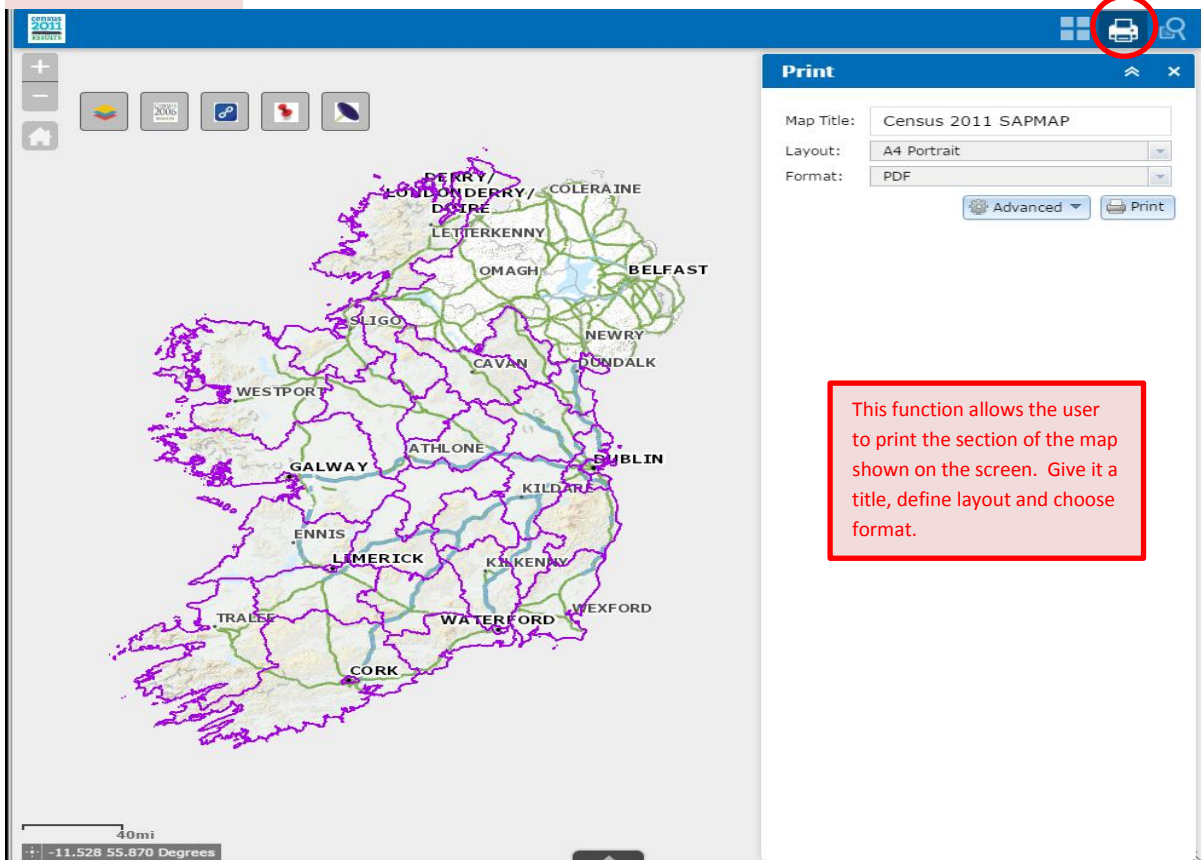 census
2011
RESULTS
+
−
2006
Print
Map Title: Census 2011 SAPMAP
Layout: A4 Portrait
Format: PDF
Advanced Print
DERRY/
LONDONDERRY/
DOIRE
COLERAINE
LETTERKENNY
OMAGH
BELFAST
SLIGO
NEWRY
CAVAN
DUNDALK
WESTPORT
ATHLONE
DUBLIN
GALWAY
KILDARE
ENNIS
LIMERICK
KILKENNY
TRALEE
WEXFORD
WATERFORD
CORK
This function allows the user
to print the section of the map
shown on the screen. Give it a
title, define layout and choose
format.
40mi
-11.528 55.870 Degrees